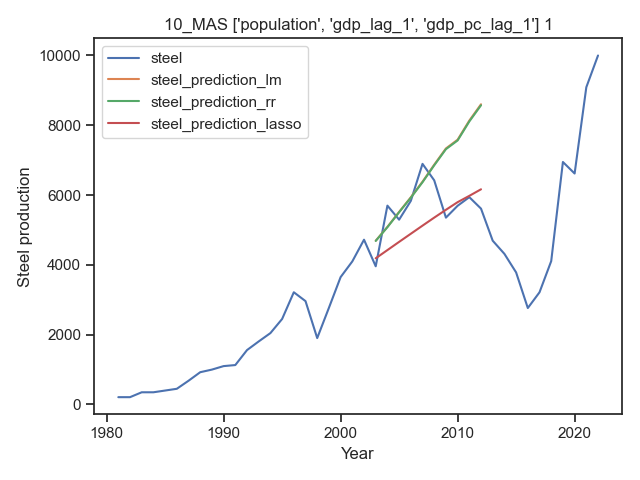 10_MAS ['population', 'gdp_lag_1', 'gdp_pc_lag_1'] 1
steel
steel_prediction_lm
steel_prediction_rr
steel_prediction_lasso
10000
8000
6000
4000
2000
0
Steel production
1980
1990
2000
2010
2020
Year